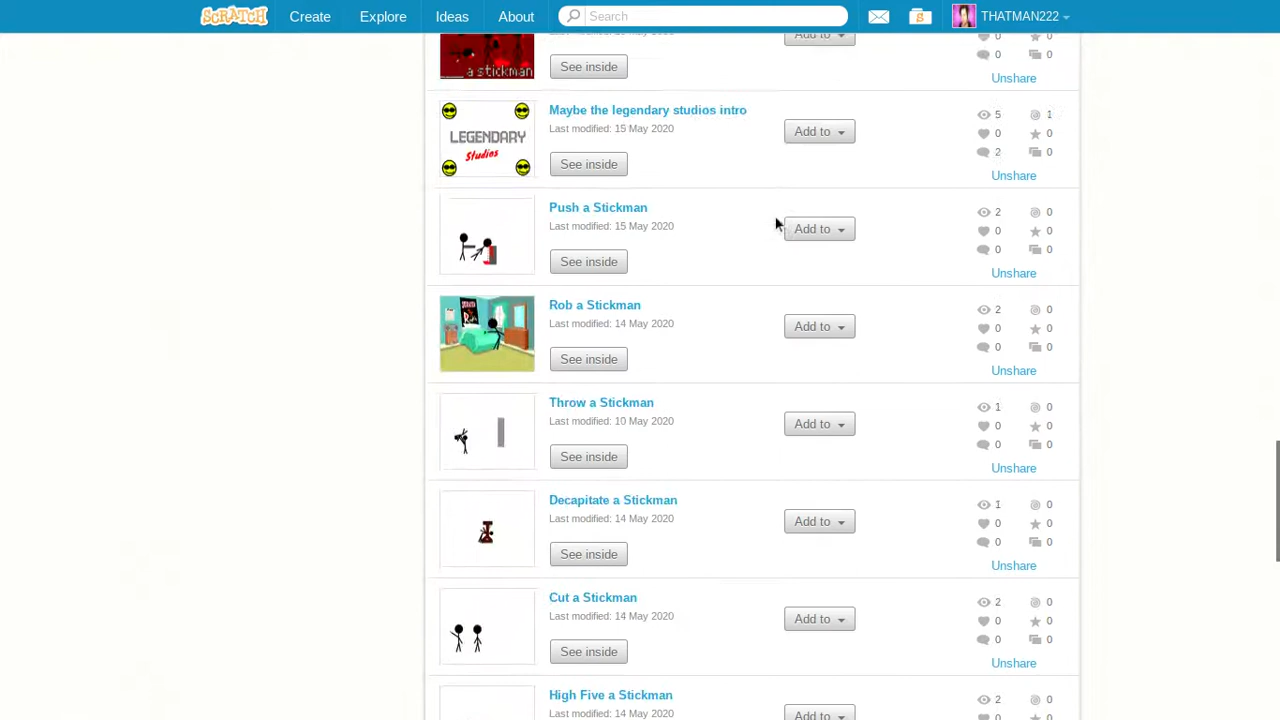 SCRATCH Create Explore Ideas About Search THATMAN222
Add to 0 0
a stickman See inside 0 0
Unshare
Maybe the legendary studios intro 5 1
LEGENDARY Last modified: 15 May 2020 Add to 0 0
Studios See inside 2 0
Unshare
Push a Stickman 2 0
Last modified: 15 May 2020 Add to 0 0
See inside 0 0
Unshare
Rob a Stickman 2 0
Last modified: 14 May 2020 Add to 0 0
See inside 0 0
Unshare
Throw a Stickman 1 0
Last modified: 10 May 2020 Add to 0 0
See inside 0 0
Unshare
Decapitate a Stickman 1 0
Last modified: 14 May 2020 Add to 0 0
See inside 0 0
Unshare
Cut a Stickman 2 0
Last modified: 14 May 2020 Add to 0 0
See inside 0 0
Unshare
High Five a Stickman 2 0
Last modified: 14 May 2020 Add to 0 0